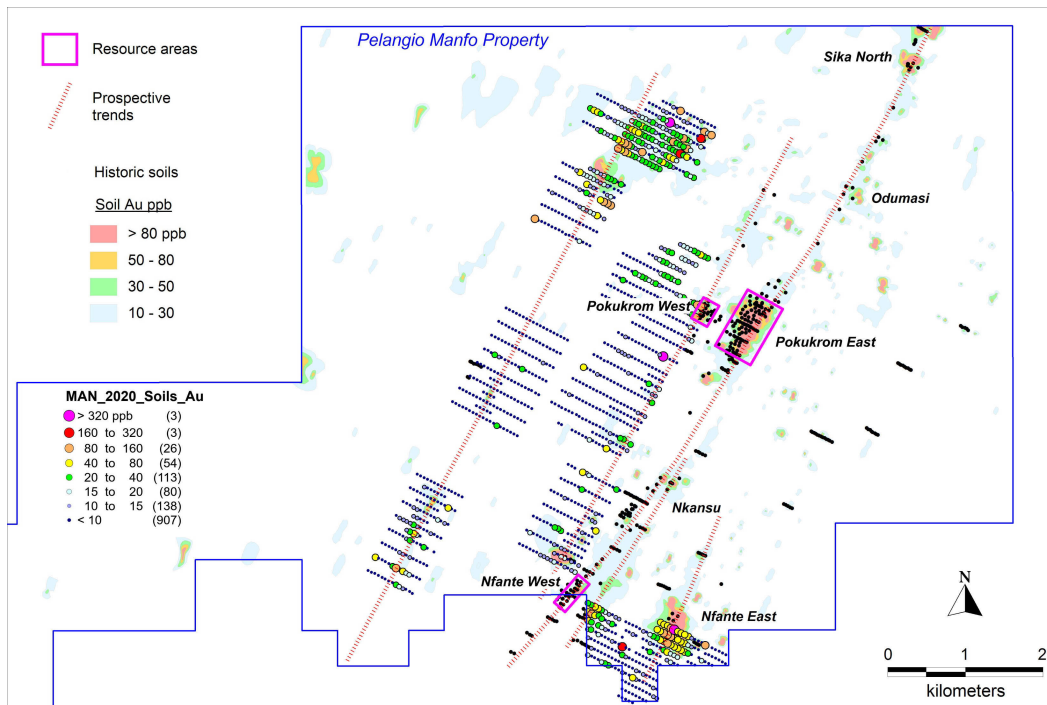 Pelangio Manfo Property
Resource areas
Prospective
trends
Historic soils
Soil Au ppb
> 80 ppb
50 - 80
30 - 50
10 - 30
Sika North
Odumasi
Pokukrom West
Pokukrom East
MAN_2020_Soils_Au
> 320 ppb (3)
160 to 320 (3)
80 to 160 (26)
40 to 80 (54)
20 to 40 (113)
15 to 20 (80)
10 to 15 (138)
< 10 (907)
Nkansu
Nfante West
Nfante East
N
0 1 2
kilometers